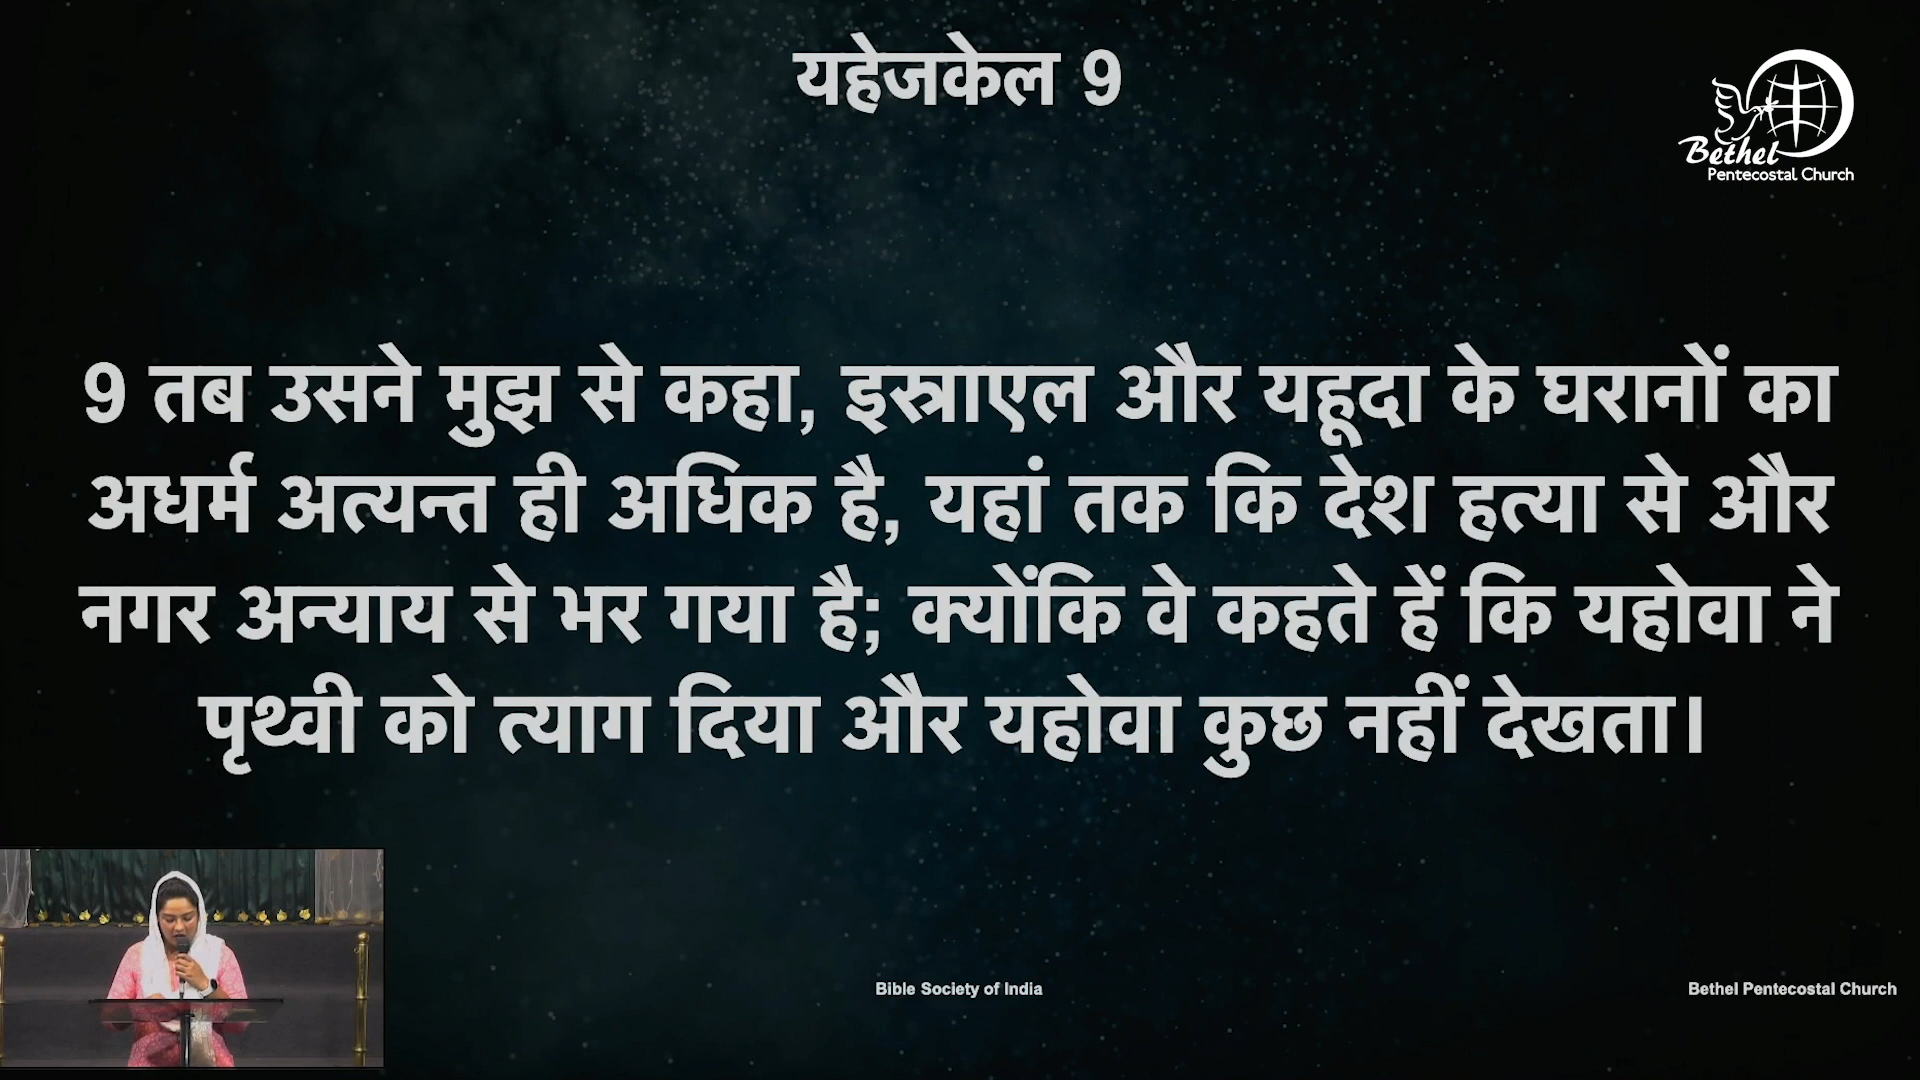 यहेजकेल 9
Bethel
Pentecostal Church
9 तब उसने मुझ से कहा, इस्राएल और यहूदा के घरानों का
अधर्म अत्यन्त ही अधिक है, यहां तक कि देश हत्या से और
नगर अन्याय से भर गया है; क्योंकि वे कहते हें कि यहोवा ने
पृथ्वी को त्याग दिया और यहोवा कुछ नहीं देखता।
Bible Society of India
Bethel Pentecostal Church